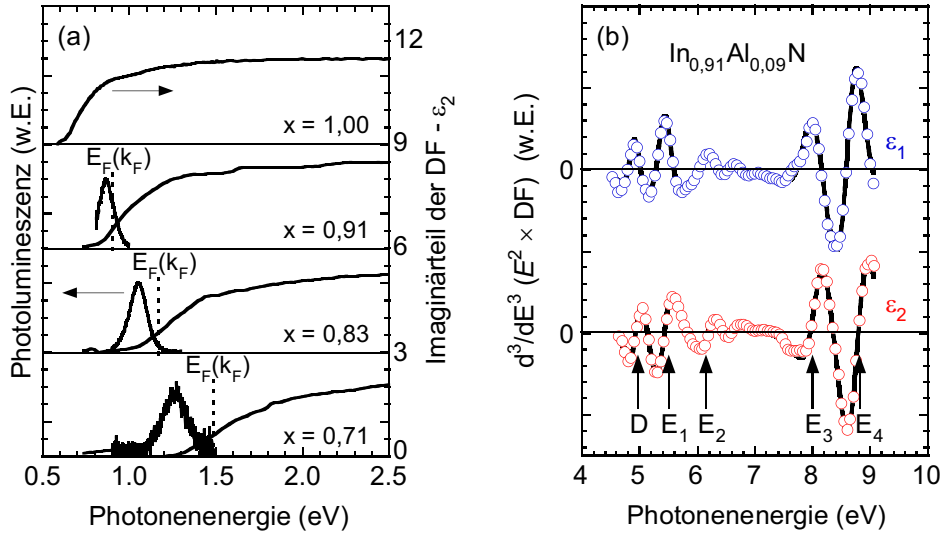 (a)
12
x = 1,00
9
E_F(k_F)
x = 0,91
6
E_F(k_F)
x = 0,83
3
E_F(k_F)
x = 0,71
0
0.5 1.0 1.5 2.0 2.5
Photonenenergie (eV)
Photolumineszenz (w.E.)
Imaginärteil der DF - ε₂
(b)
In₀,₉₁Al₀,₀₉N
0
ε₁
ε₂
0
D E₁ E₂ E₃ E₄
4 5 6 7 8 9 10
Photonenenergie (eV)
d³/dE³ (E² × DF) (w.E.)